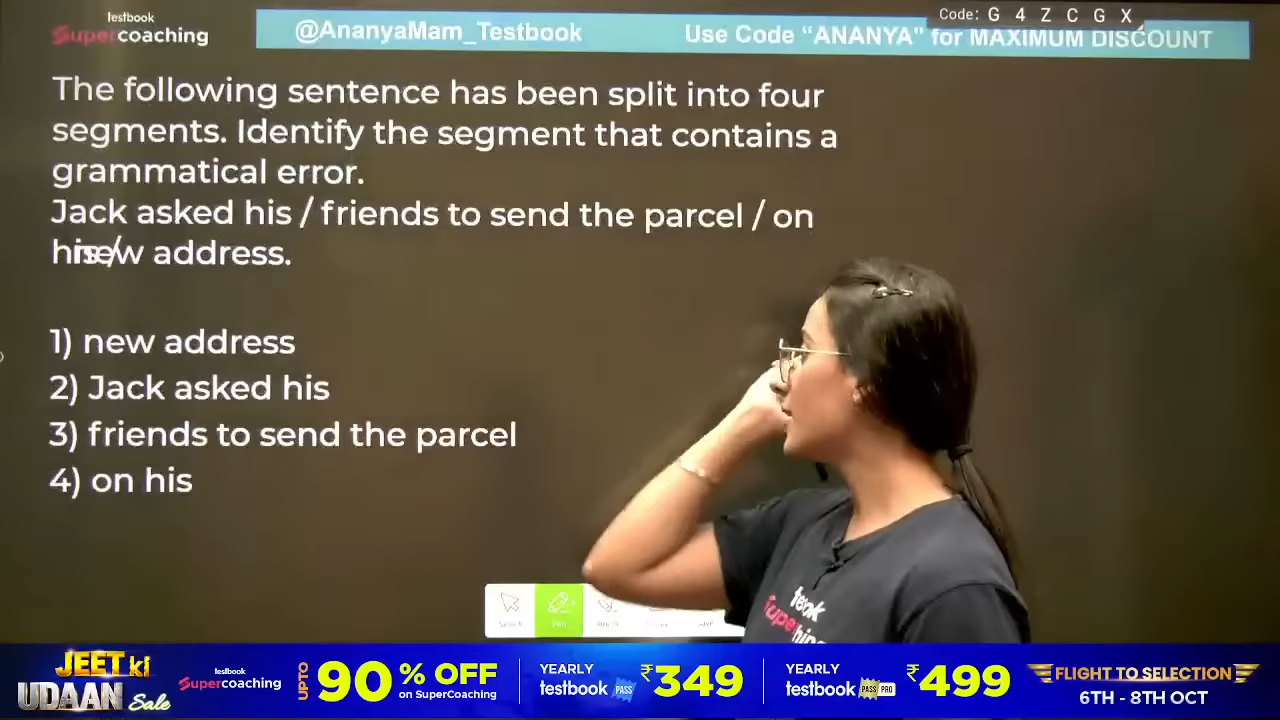 testbook
Supercoaching
@AnanyaMam_Testbook
Use Code “ANANYA” for MAXIMUM DISCOUNT
Code: G 4 Z C G X
The following sentence has been split into four
segments. Identify the segment that contains a
grammatical error.
Jack asked his / friends to send the parcel / on
his / new address.
1) new address
2) Jack asked his
3) friends to send the parcel
4) on his
Select
Pen
JEET ki
UDAAN Sale
testbook
Supercoaching
UPTO 90% OFF
on SuperCoaching
YEARLY
testbook PASS
₹349
YEARLY
testbook PASS PRO
₹499
FLIGHT TO SELECTION
6TH - 8TH OCT